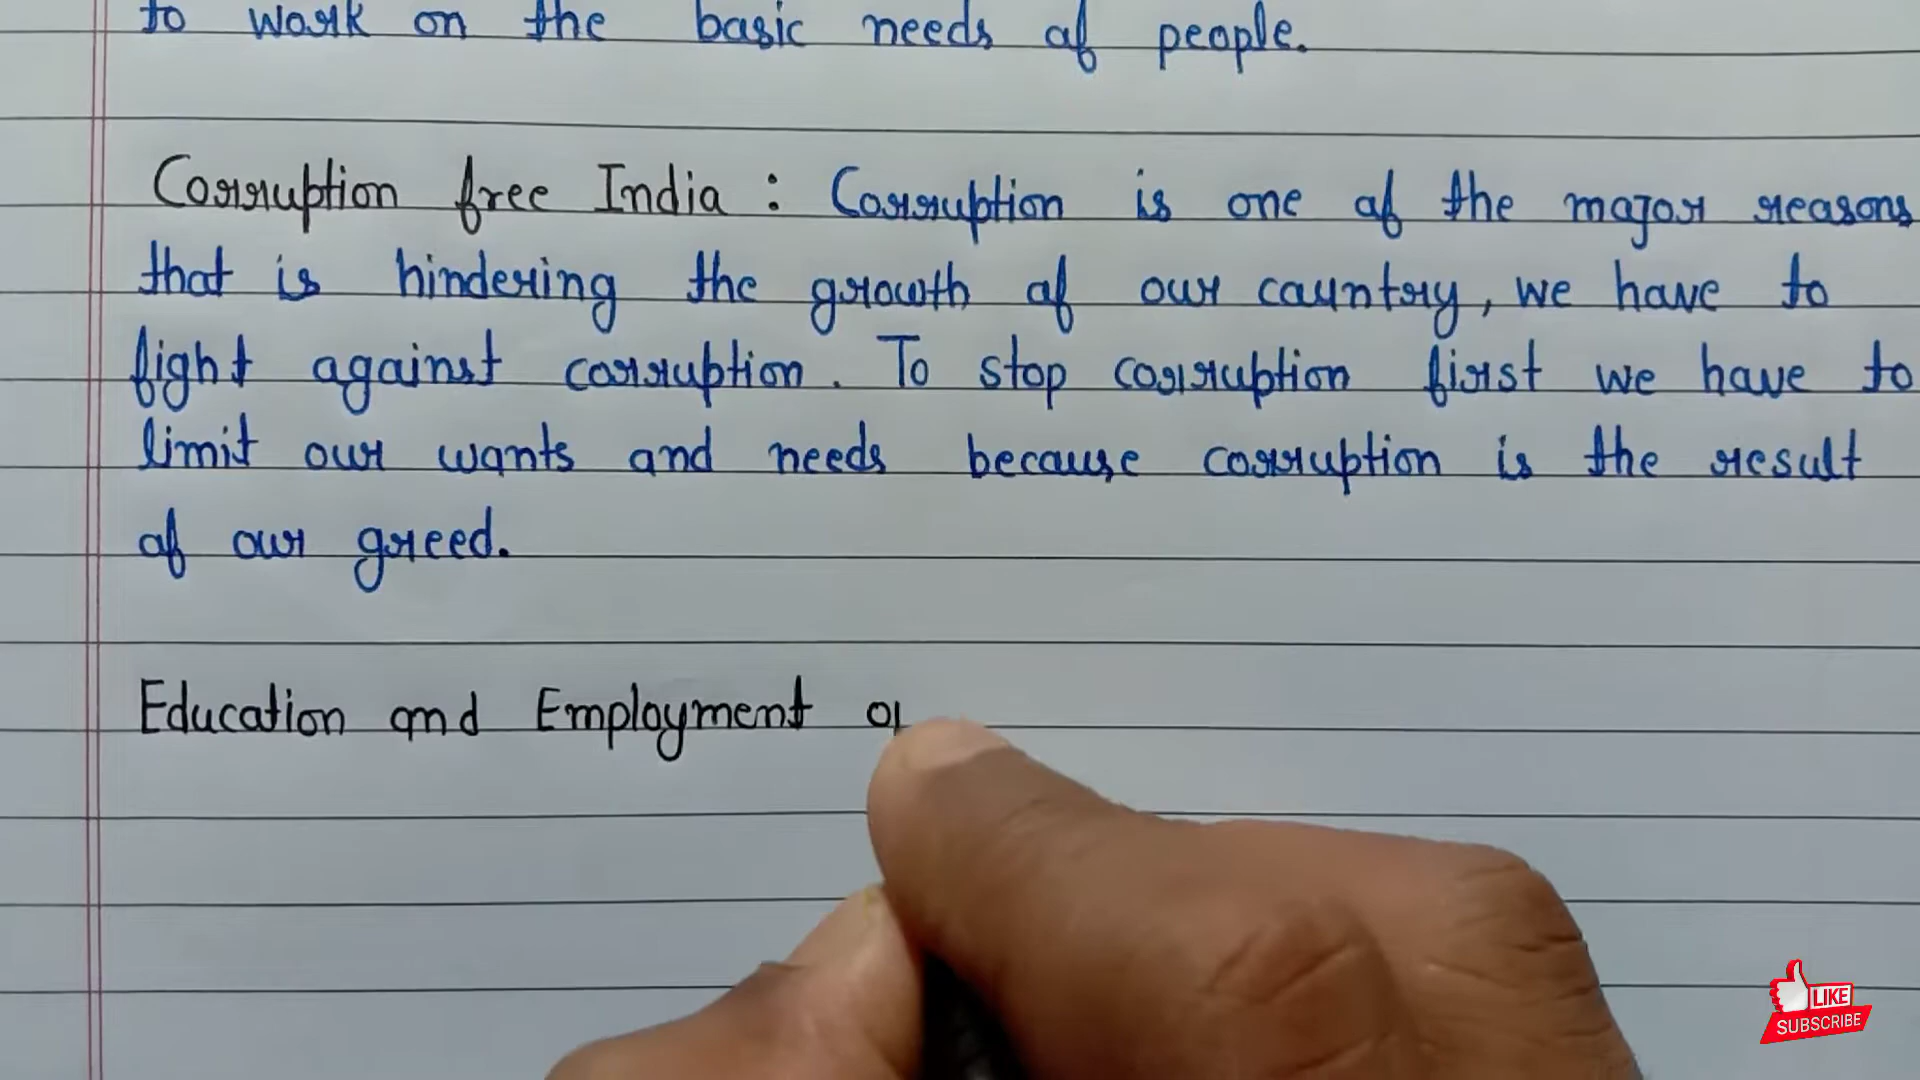 to work on the basic needs of people.
Corruption free India : Corruption is one of the major reasons
that is hindering the growth of our country, we have to
fight against corruption. To stop corruption first we have to
limit our wants and needs because corruption is the result
of our greed.
Education and Employment
LIKE
SUBSCRIBE